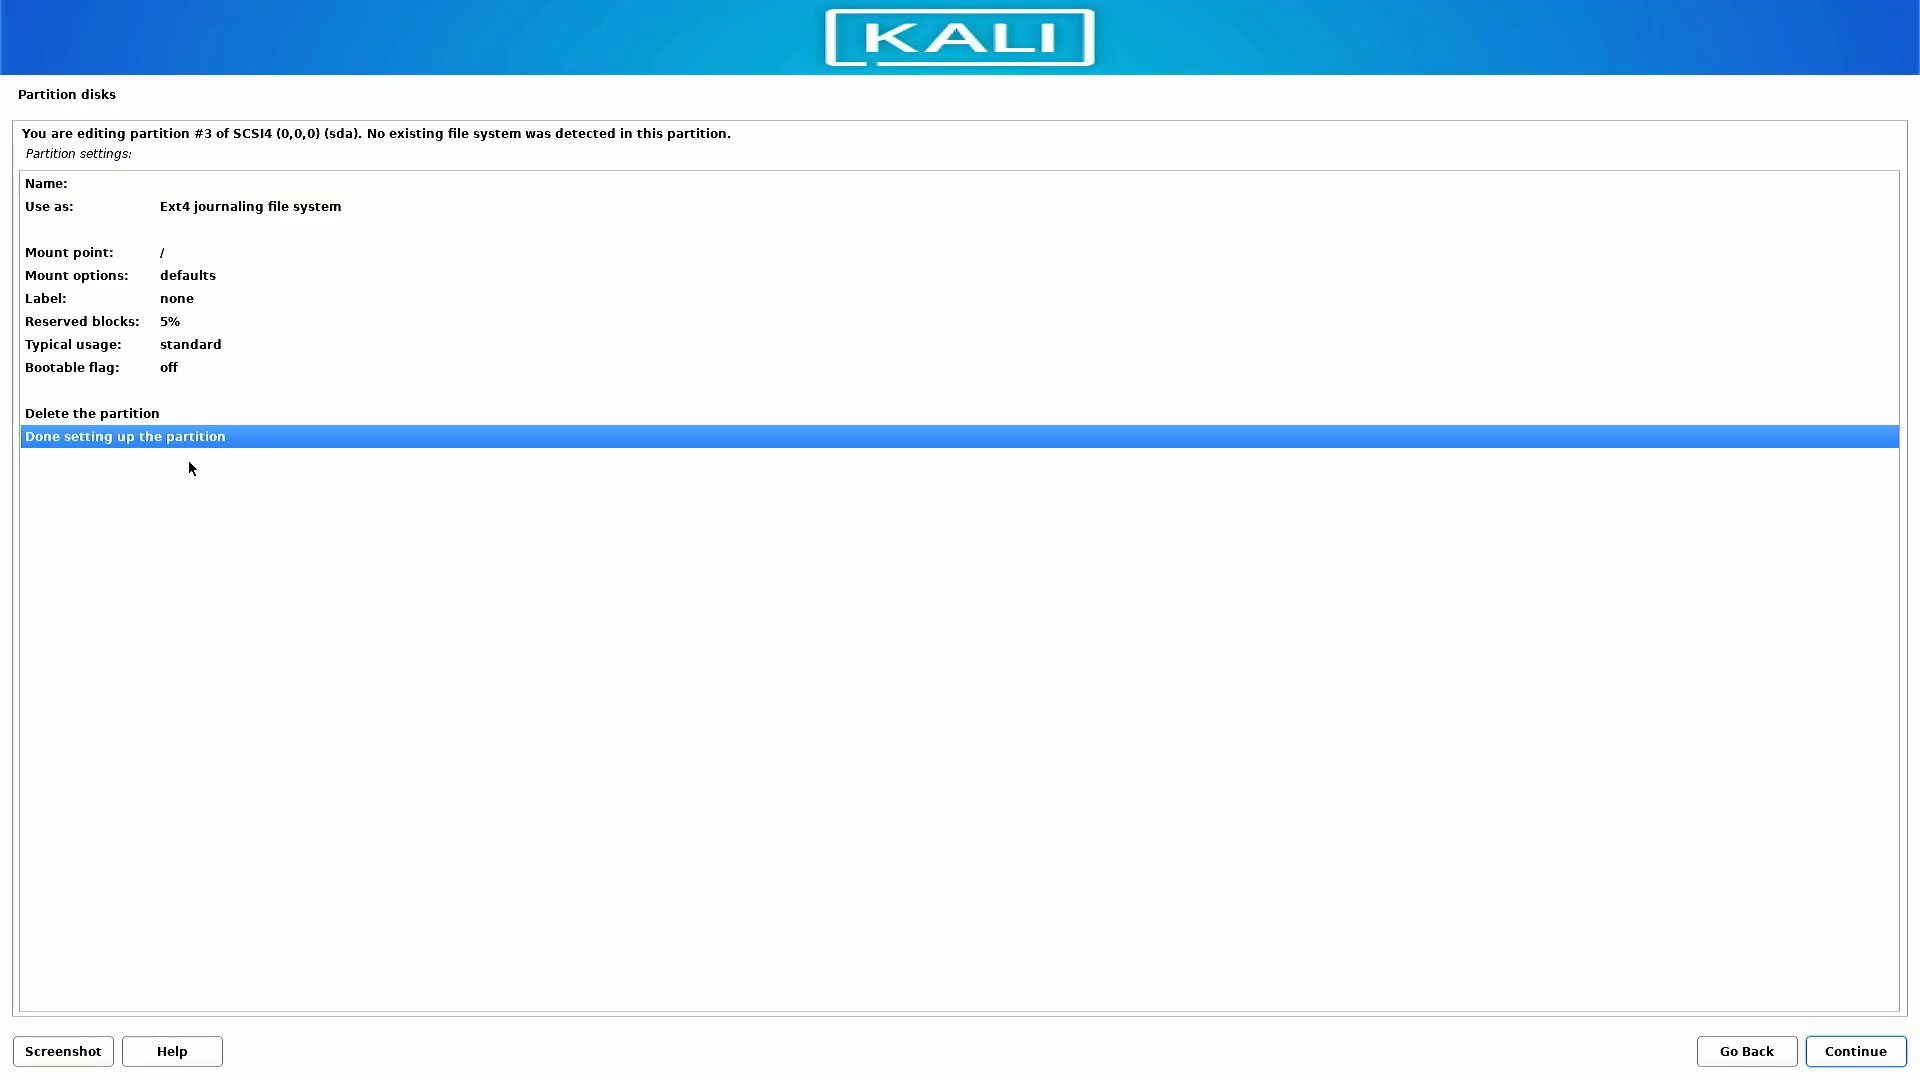 KALI
Partition disks
You are editing partition #3 of SCSI4 (0,0,0) (sda). No existing file system was detected in this partition.
Partition settings:
Name:
Use as: Ext4 journaling file system
Mount point: /
Mount options: defaults
Label: none
Reserved blocks: 5%
Typical usage: standard
Bootable flag: off
Delete the partition
Done setting up the partition
Screenshot Help Go Back Continue